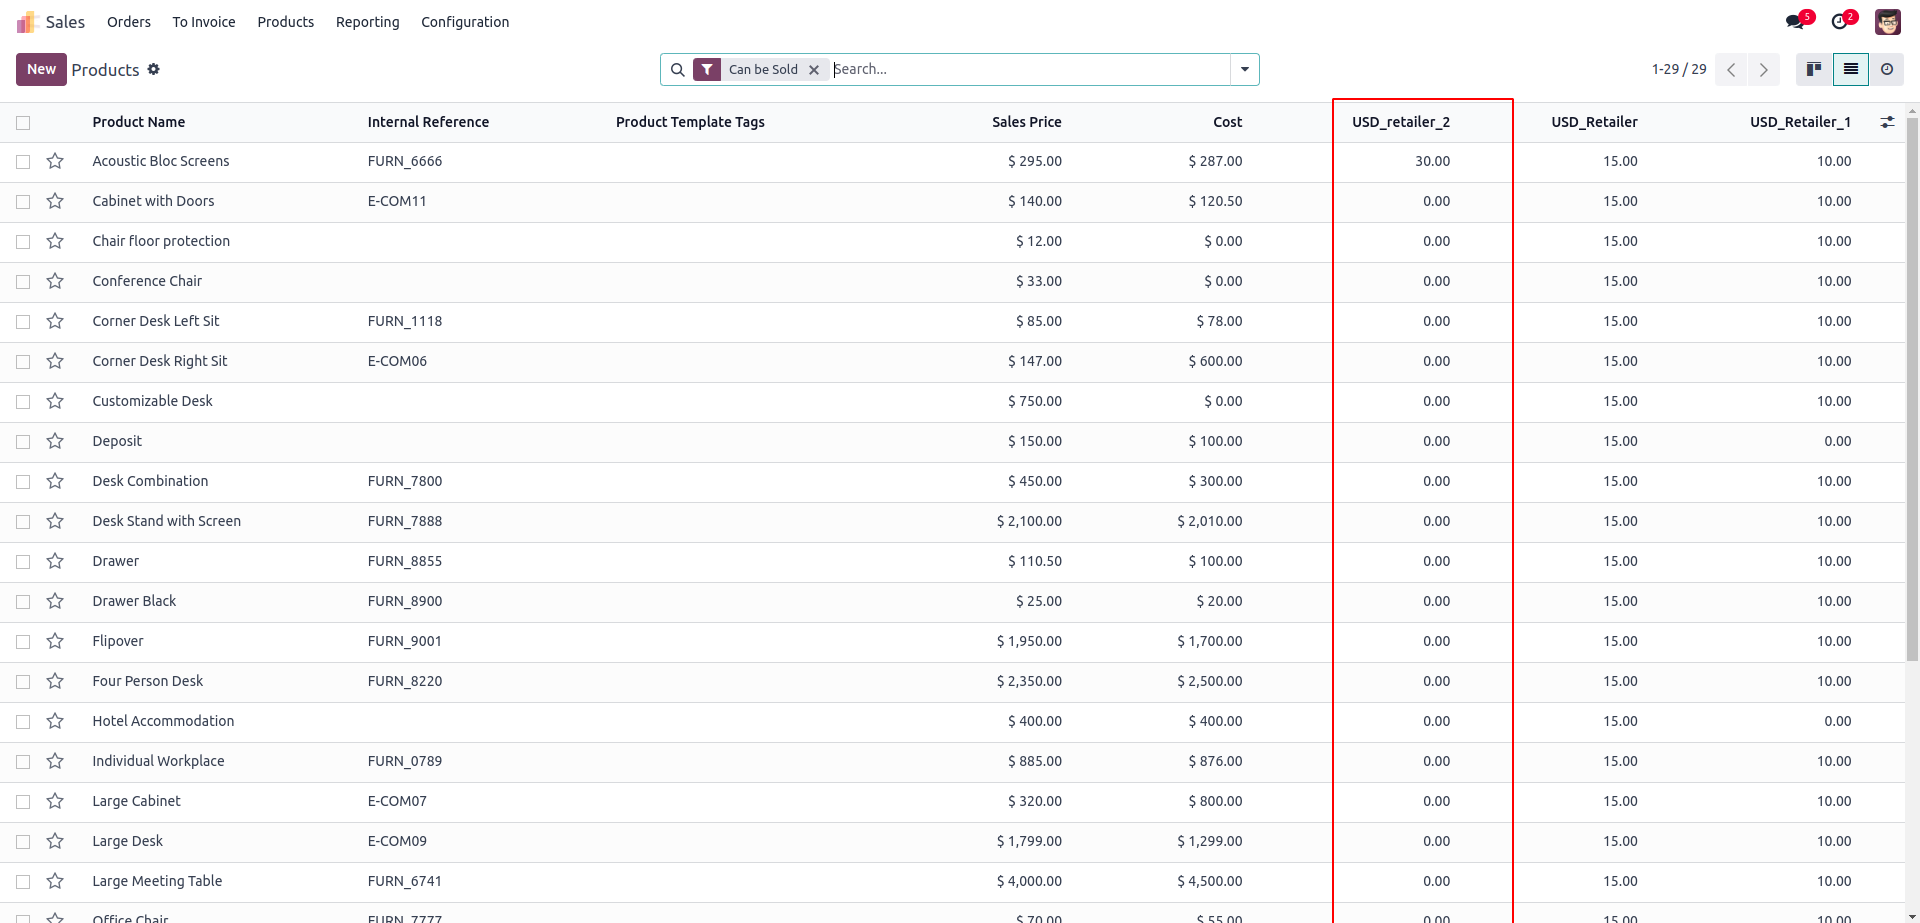 Sales Orders To Invoice Products Reporting Configuration 5 2
New Products Can be Sold Search... 1-29 / 29
Product Name Internal Reference Product Template Tags Sales Price Cost USD_retailer_2 USD_Retailer USD_Retailer_1
Acoustic Bloc Screens FURN_6666 $ 295.00 $ 287.00 30.00 15.00 10.00
Cabinet with Doors E-COM11 $ 140.00 $ 120.50 0.00 15.00 10.00
Chair floor protection $ 12.00 $ 0.00 0.00 15.00 10.00
Conference Chair $ 33.00 $ 0.00 0.00 15.00 10.00
Corner Desk Left Sit FURN_1118 $ 85.00 $ 78.00 0.00 15.00 10.00
Corner Desk Right Sit E-COM06 $ 147.00 $ 600.00 0.00 15.00 10.00
Customizable Desk $ 750.00 $ 0.00 0.00 15.00 10.00
Deposit $ 150.00 $ 100.00 0.00 15.00 0.00
Desk Combination FURN_7800 $ 450.00 $ 300.00 0.00 15.00 10.00
Desk Stand with Screen FURN_7888 $ 2,100.00 $ 2,010.00 0.00 15.00 10.00
Drawer FURN_8855 $ 110.50 $ 100.00 0.00 15.00 10.00
Drawer Black FURN_8900 $ 25.00 $ 20.00 0.00 15.00 10.00
Flipover FURN_9001 $ 1,950.00 $ 1,700.00 0.00 15.00 10.00
Four Person Desk FURN_8220 $ 2,350.00 $ 2,500.00 0.00 15.00 10.00
Hotel Accommodation $ 400.00 $ 400.00 0.00 15.00 0.00
Individual Workplace FURN_0789 $ 885.00 $ 876.00 0.00 15.00 10.00
Large Cabinet E-COM07 $ 320.00 $ 800.00 0.00 15.00 10.00
Large Desk E-COM09 $ 1,799.00 $ 1,299.00 0.00 15.00 10.00
Large Meeting Table FURN_6741 $ 4,000.00 $ 4,500.00 0.00 15.00 10.00
Office Chair FURN_7777 $ 70.00 $ 55.00 0.00 15.00 10.00